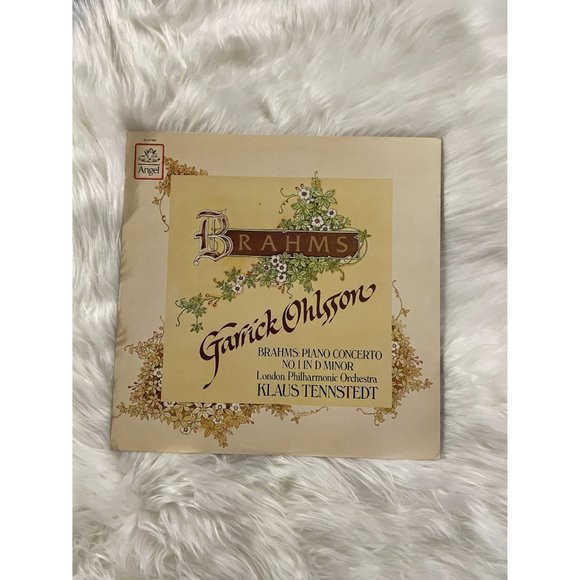 Angel
BRAHMS
Garrick Ohlsson
BRAHMS: PIANO CONCERTO
NO. 1 IN D MINOR
London Philharmonic Orchestra
KLAUS TENNSTEDT